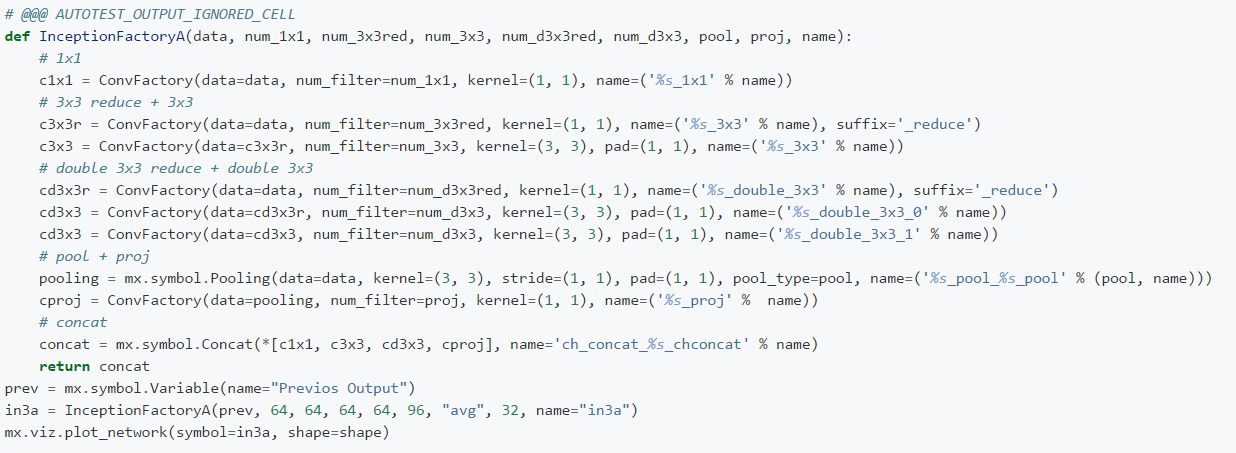 # @@@ AUTOTEST_OUTPUT_IGNORED_CELL
def InceptionFactoryA(data, num_1x1, num_3x3red, num_3x3, num_d3x3red, num_d3x3, pool, proj, name):
    # 1x1
    c1x1 = ConvFactory(data=data, num_filter=num_1x1, kernel=(1, 1), name=('%s_1x1' % name))
    # 3x3 reduce + 3x3
    c3x3r = ConvFactory(data=data, num_filter=num_3x3red, kernel=(1, 1), name=('%s_3x3' % name), suffix='_reduce')
    c3x3 = ConvFactory(data=c3x3r, num_filter=num_3x3, kernel=(3, 3), pad=(1, 1), name=('%s_3x3' % name))
    # double 3x3 reduce + double 3x3
    cd3x3r = ConvFactory(data=data, num_filter=num_d3x3red, kernel=(1, 1), name=('%s_double_3x3' % name), suffix='_reduce')
    cd3x3 = ConvFactory(data=cd3x3r, num_filter=num_d3x3, kernel=(3, 3), pad=(1, 1), name=('%s_double_3x3_0' % name))
    cd3x3 = ConvFactory(data=cd3x3, num_filter=num_d3x3, kernel=(3, 3), pad=(1, 1), name=('%s_double_3x3_1' % name))
    # pool + proj
    pooling = mx.symbol.Pooling(data=data, kernel=(3, 3), stride=(1, 1), pad=(1, 1), pool_type=pool, name=('%s_pool_%s_pool' % (pool, name)))
    cproj = ConvFactory(data=pooling, num_filter=proj, kernel=(1, 1), name=('%s_proj' %  name))
    # concat
    concat = mx.symbol.Concat(*[c1x1, c3x3, cd3x3, cproj], name='ch_concat_%s_chconcat' % name)
    return concat
prev = mx.symbol.Variable(name="Previos Output")
in3a = InceptionFactoryA(prev, 64, 64, 64, 64, 96, "avg", 32, name="in3a")
mx.viz.plot_network(symbol=in3a, shape=shape)